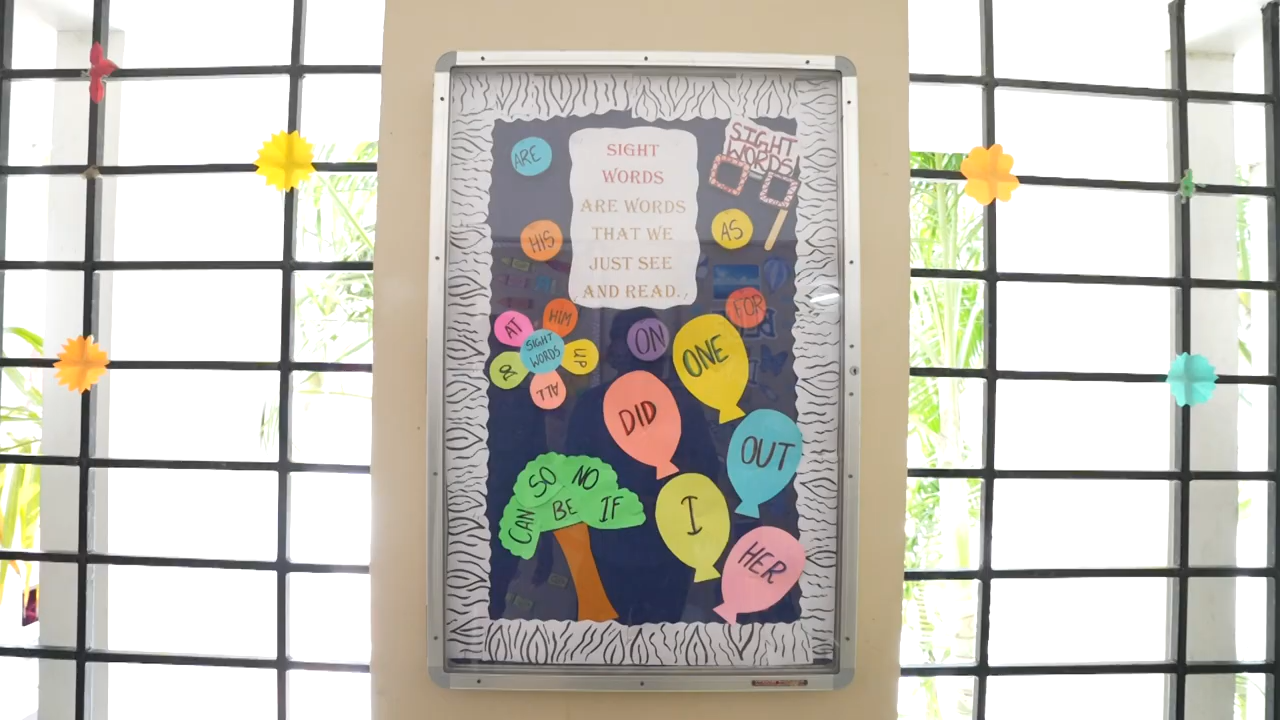 ARE
SIGHT
WORDS
ARE WORDS
THAT WE
JUST SEE
AND READ.
SIGHT
WORDS
HIS
AS
FOR
AT
HIM
SIGHT
WORDS
UP
ALL
ON
ONE
DID
OUT
SO NO
CAN BE IF
I
HER